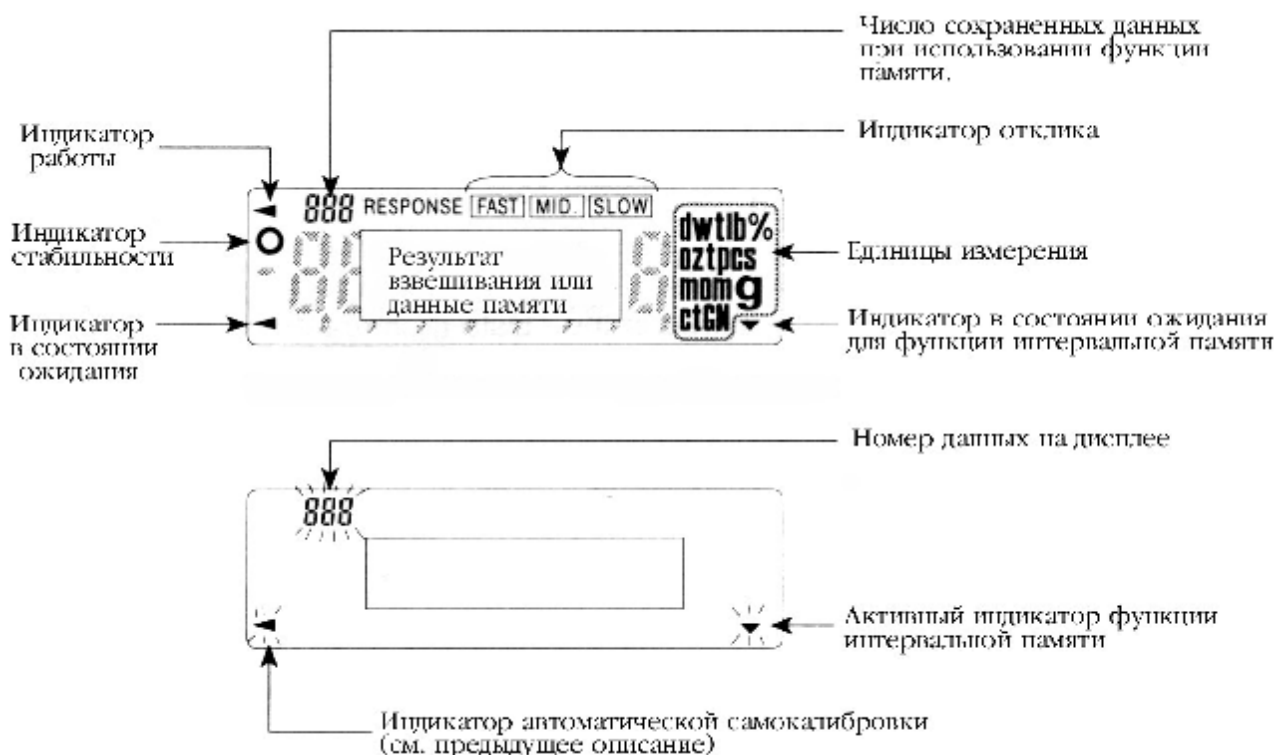 Число сохраненных данных
при использовании функции
памяти.
Индикатор отклика
Индикатор
работы
888 RESPONSE FAST MID. SLOW
Индикатор
стабильности
Результат
взвешивания или
данные памяти
dwtlb%
oztpcs
mom g
ctGN
Единицы измерения
Индикатор
в состоянии
ожидания
Индикатор в состоянии ожидания
для функции интервальной памяти
Номер данных на дисплее
888
Активный индикатор функции
интервальной памяти
Индикатор автоматической самокалибровки
(см. предыдущее описание)